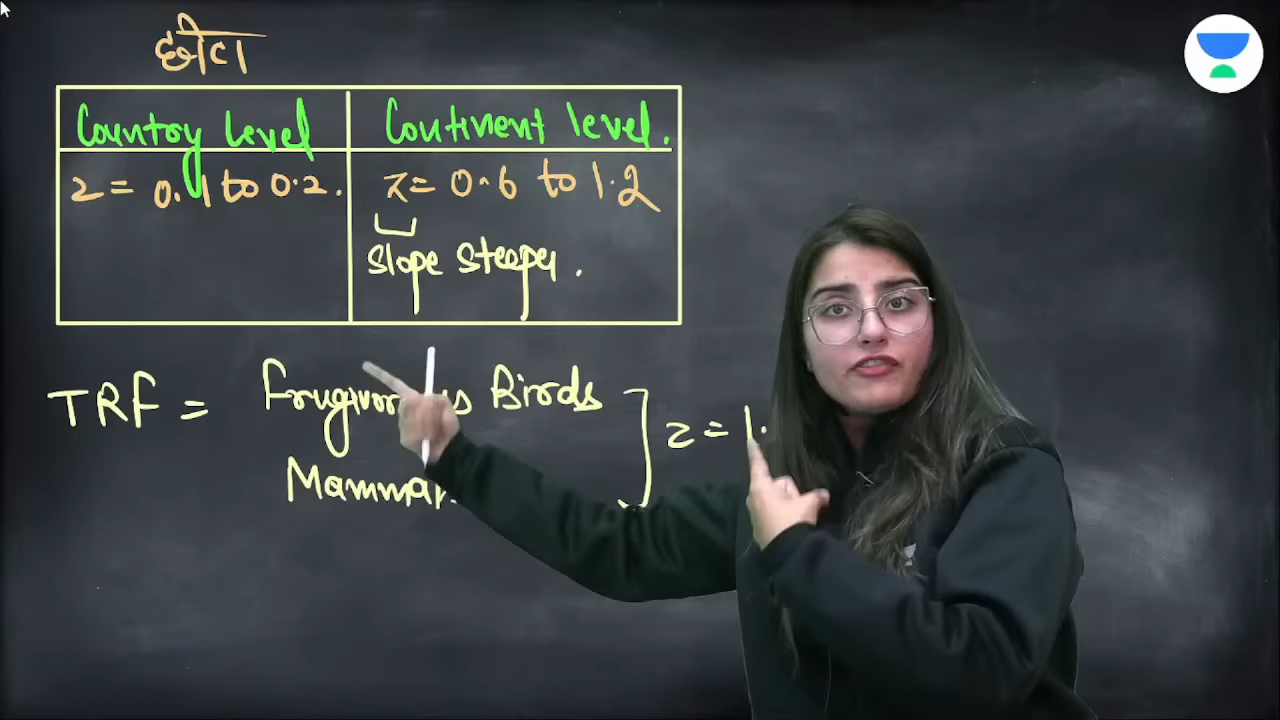 छोटा
Country level
Continent level.
z = 0.1 to 0.2.
z = 0.6 to 1.2
slope steeper.
TRF =
Birds
z = 1.